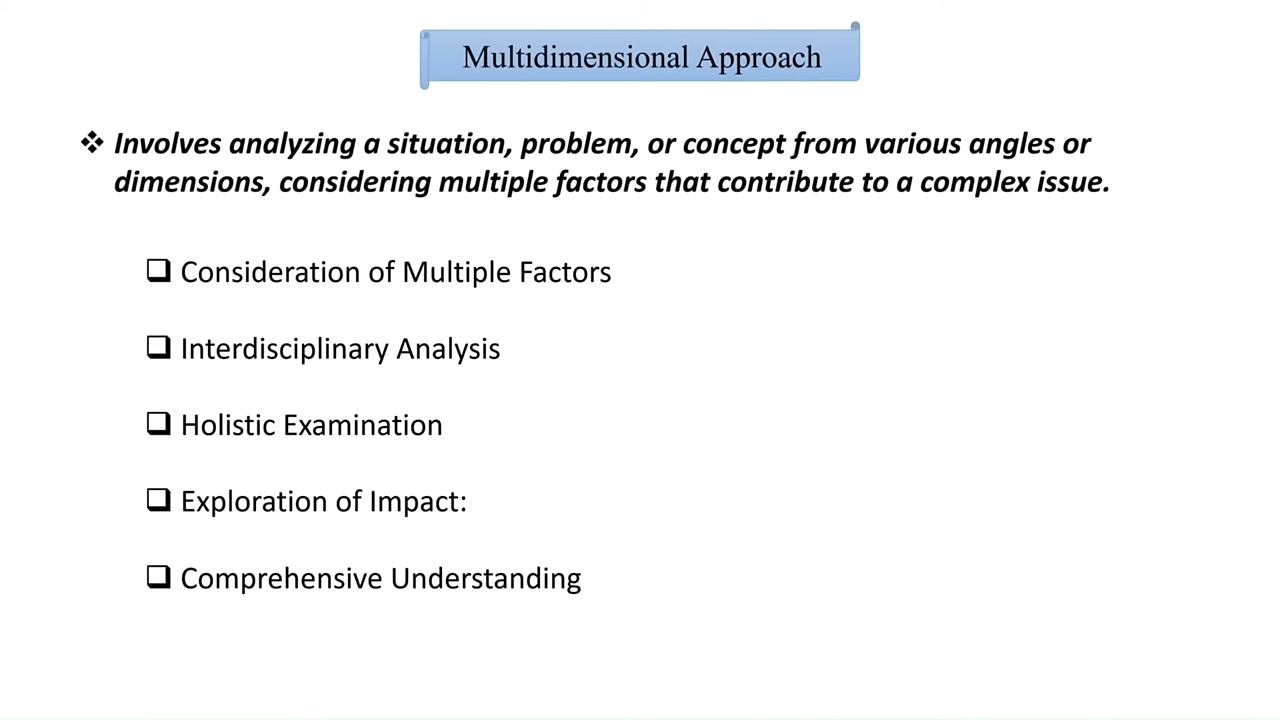 Multidimensional Approach
❖ Involves analyzing a situation, problem, or concept from various angles or
dimensions, considering multiple factors that contribute to a complex issue.
❑ Consideration of Multiple Factors
❑ Interdisciplinary Analysis
❑ Holistic Examination
❑ Exploration of Impact:
❑ Comprehensive Understanding